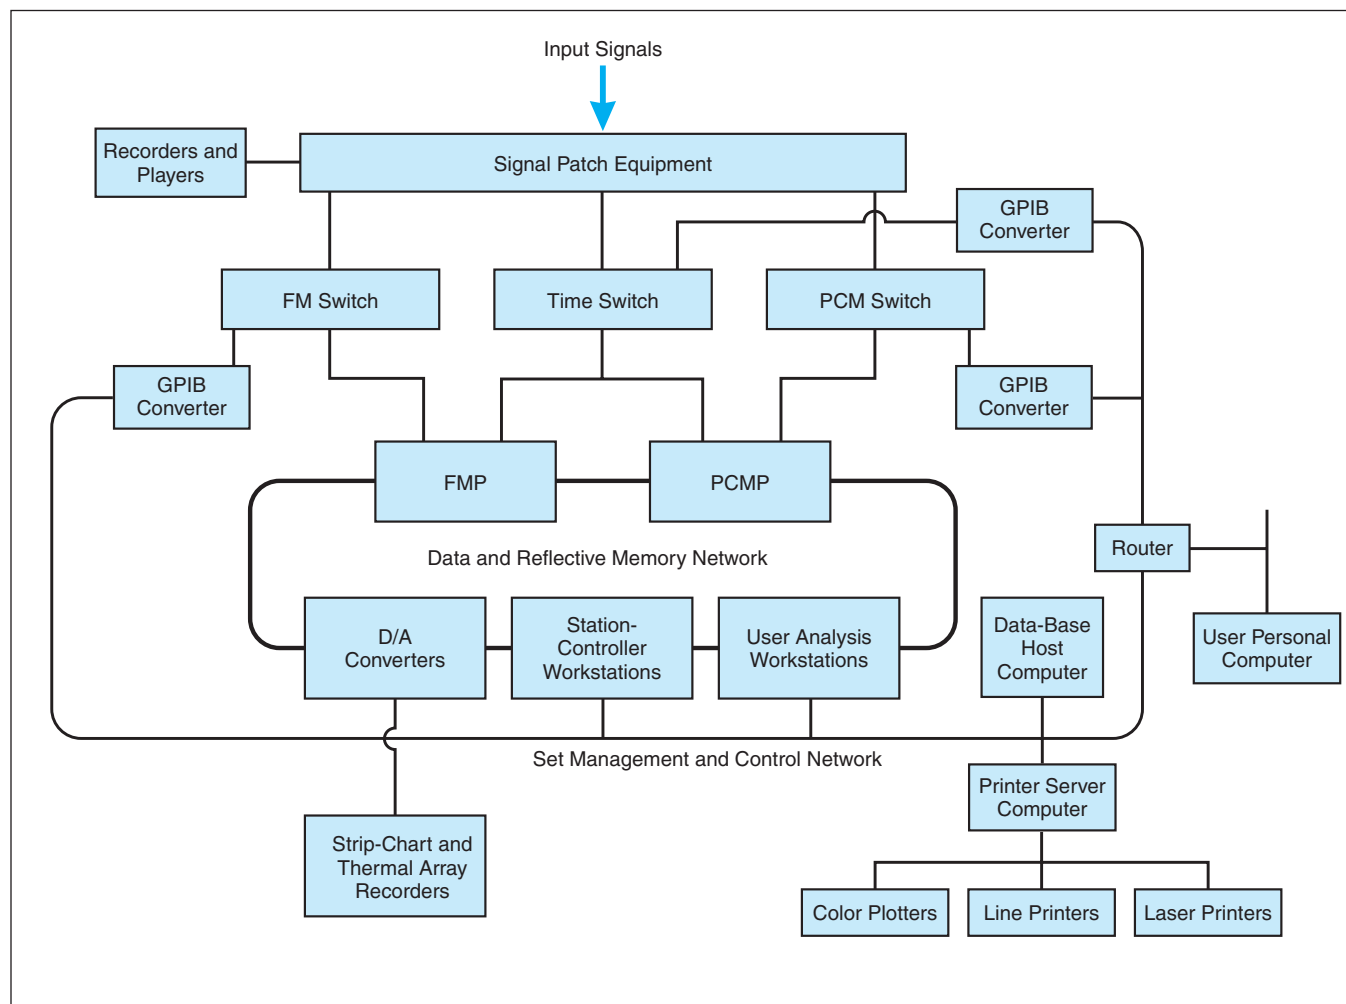 Input Signals
Recorders and
Players
Signal Patch Equipment
GPIB
Converter
FM Switch
Time Switch
PCM Switch
GPIB
Converter
GPIB
Converter
FMP
PCMP
Data and Reflective Memory Network
Router
D/A
Converters
Station-
Controller
Workstations
User Analysis
Workstations
Data-Base
Host
Computer
User Personal
Computer
Set Management and Control Network
Printer Server
Computer
Strip-Chart and
Thermal Array
Recorders
Color Plotters
Line Printers
Laser Printers